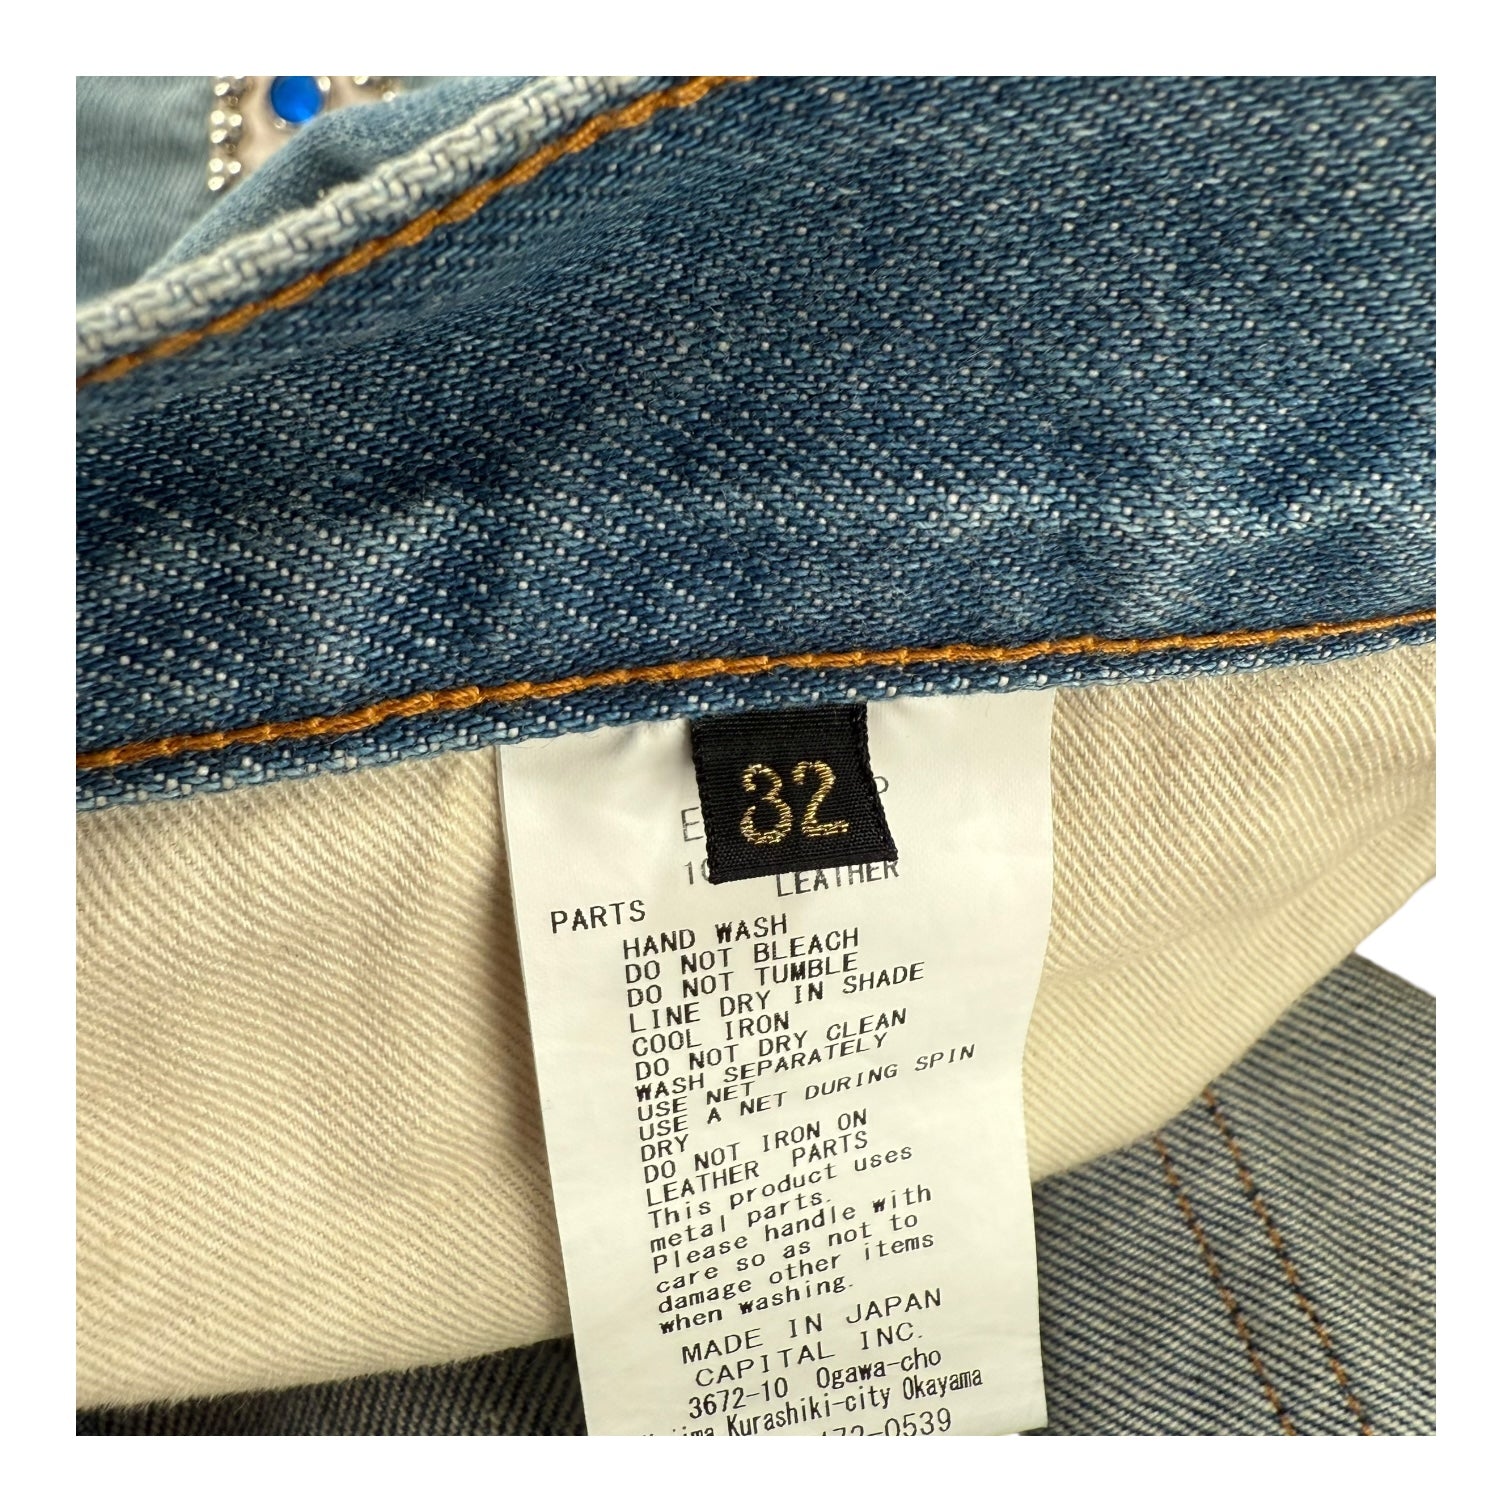 32
LEATHER
PARTS
HAND WASH
DO NOT BLEACH
DO NOT TUMBLE
LINE DRY IN SHADE
COOL IRON
DO NOT DRY CLEAN
WASH SEPARATELY
USE NET
USE A NET DURING SPIN
DRY
DO NOT IRON ON
LEATHER PARTS
This product uses
metal parts.
Please handle with
care so as not to
damage other items
when washing.
MADE IN JAPAN
CAPITAL INC.
3672-10 Ogawa-cho
Kurashiki-city Okayama
472-0539